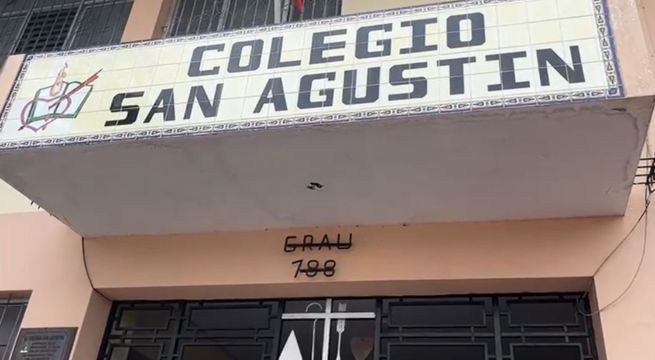 COLEGIO
SAN AGUSTIN
GRAU
788